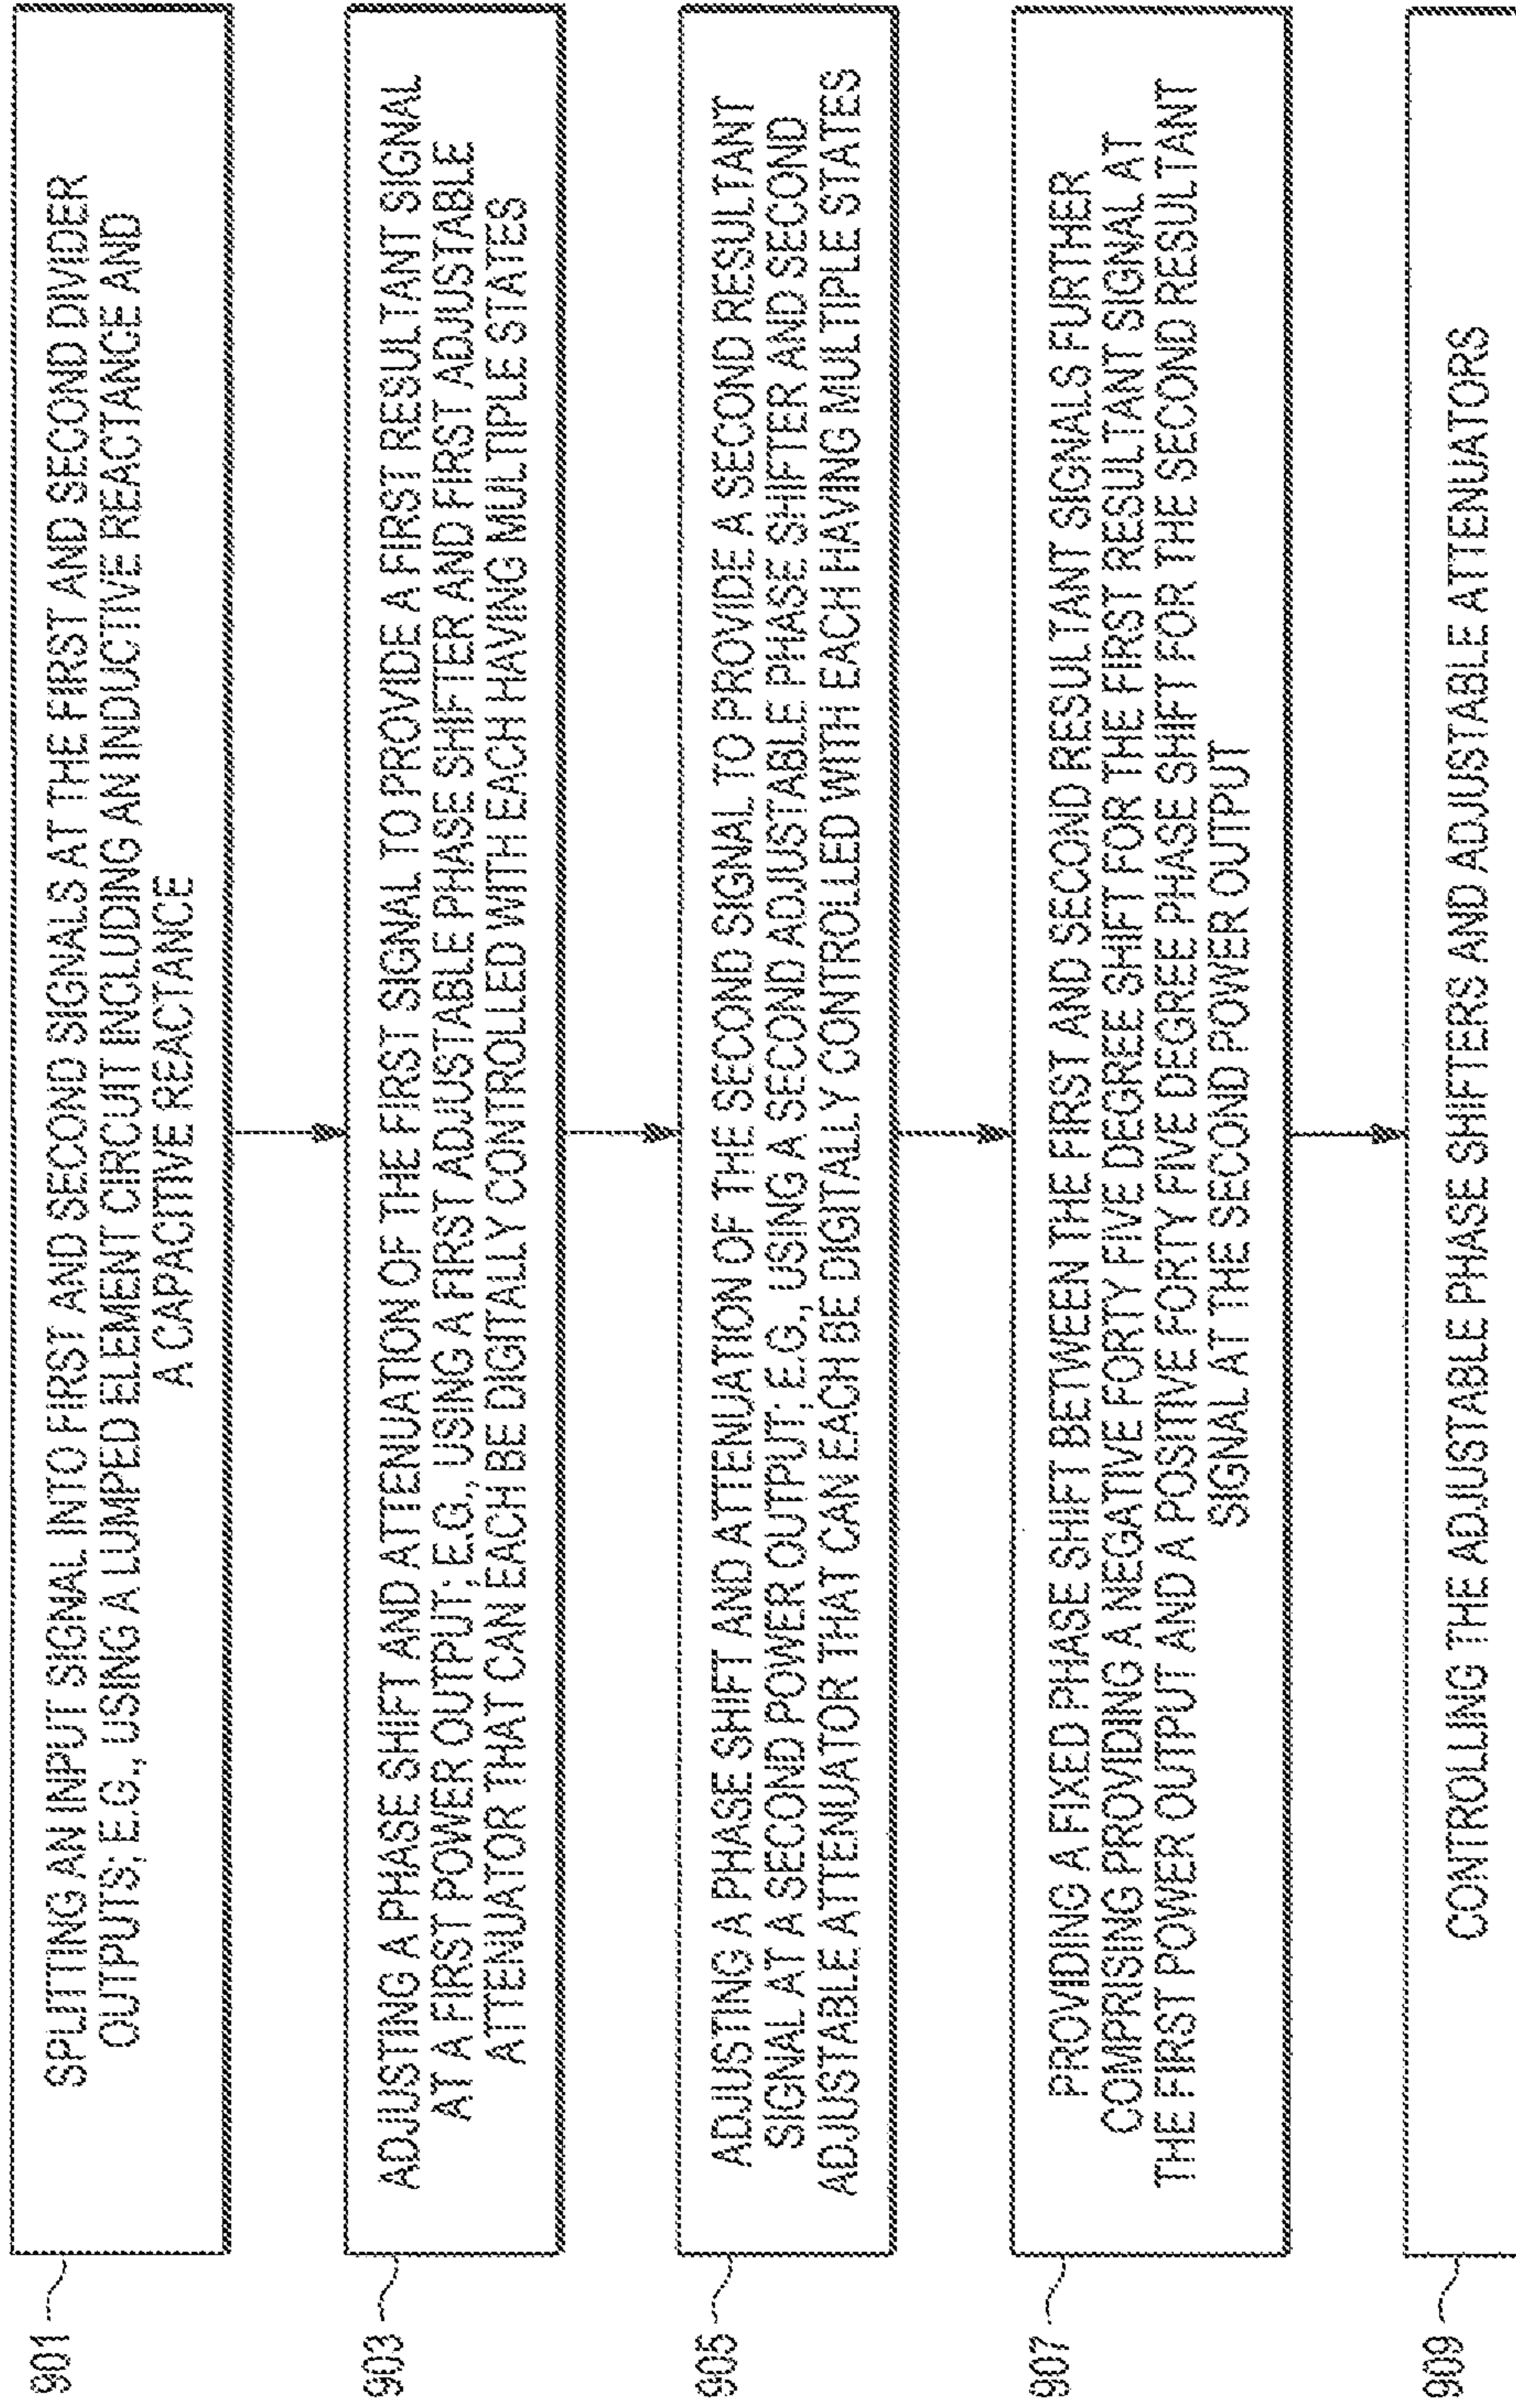 901
SPLITTING AN INPUT SIGNAL INTO FIRST AND SECOND SIGNALS AT THE FIRST AND SECOND DIVIDER
OUTPUTS; E.G., USING A LUMPED ELEMENT CIRCUIT INCLUDING AN INDUCTIVE REACTANCE AND
A CAPACITIVE REACTANCE
903
ADJUSTING A PHASE SHIFT AND ATTENUATION OF THE FIRST SIGNAL TO PROVIDE A FIRST RESULTANT SIGNAL
AT A FIRST POWER OUTPUT; E.G., USING A FIRST ADJUSTABLE PHASE SHIFTER AND FIRST ADJUSTABLE
ATTENUATOR THAT CAN EACH BE DIGITALLY CONTROLLED WITH EACH HAVING MULTIPLE STATES
905
ADJUSTING A PHASE SHIFT AND ATTENUATION OF THE SECOND SIGNAL TO PROVIDE A SECOND RESULTANT
SIGNAL AT A SECOND POWER OUTPUT; E.G., USING A SECOND ADJUSTABLE PHASE SHIFTER AND SECOND
ADJUSTABLE ATTENUATOR THAT CAN EACH BE DIGITALLY CONTROLLED WITH EACH HAVING MULTIPLE STATES
907
PROVIDING A FIXED PHASE SHIFT BETWEEN THE FIRST AND SECOND RESULTANT SIGNALS FURTHER
COMPRISING PROVIDING A NEGATIVE FORTY FIVE DEGREE SHIFT FOR THE FIRST RESULTANT SIGNAL AT
THE FIRST POWER OUTPUT AND A POSITIVE FORTY FIVE DEGREE PHASE SHIFT FOR THE SECOND RESULTANT
SIGNAL AT THE SECOND POWER OUTPUT
909
CONTROLLING THE ADJUSTABLE PHASE SHIFTERS AND ADJUSTABLE ATTENUATORS